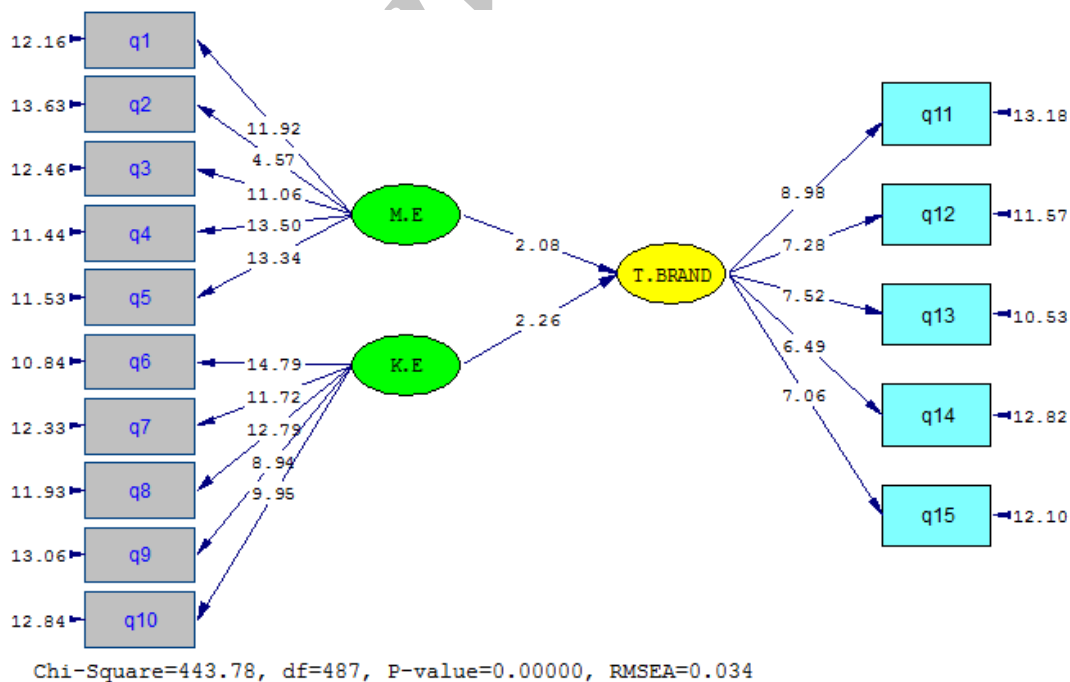 12.16 q1
13.63 q2
12.46 q3
11.44 q4
11.53 q5
10.84 q6
12.33 q7
11.93 q8
13.06 q9
12.84 q10
11.92
4.57
11.06
13.50
13.34
14.79
11.72
12.79
8.94
9.95
M.E
K.E
2.08
2.26
T.BRAND
8.98
7.28
7.52
6.49
7.06
q11 13.18
q12 11.57
q13 10.53
q14 12.82
q15 12.10
Chi-Square=443.78, df=487, P-value=0.00000, RMSEA=0.034